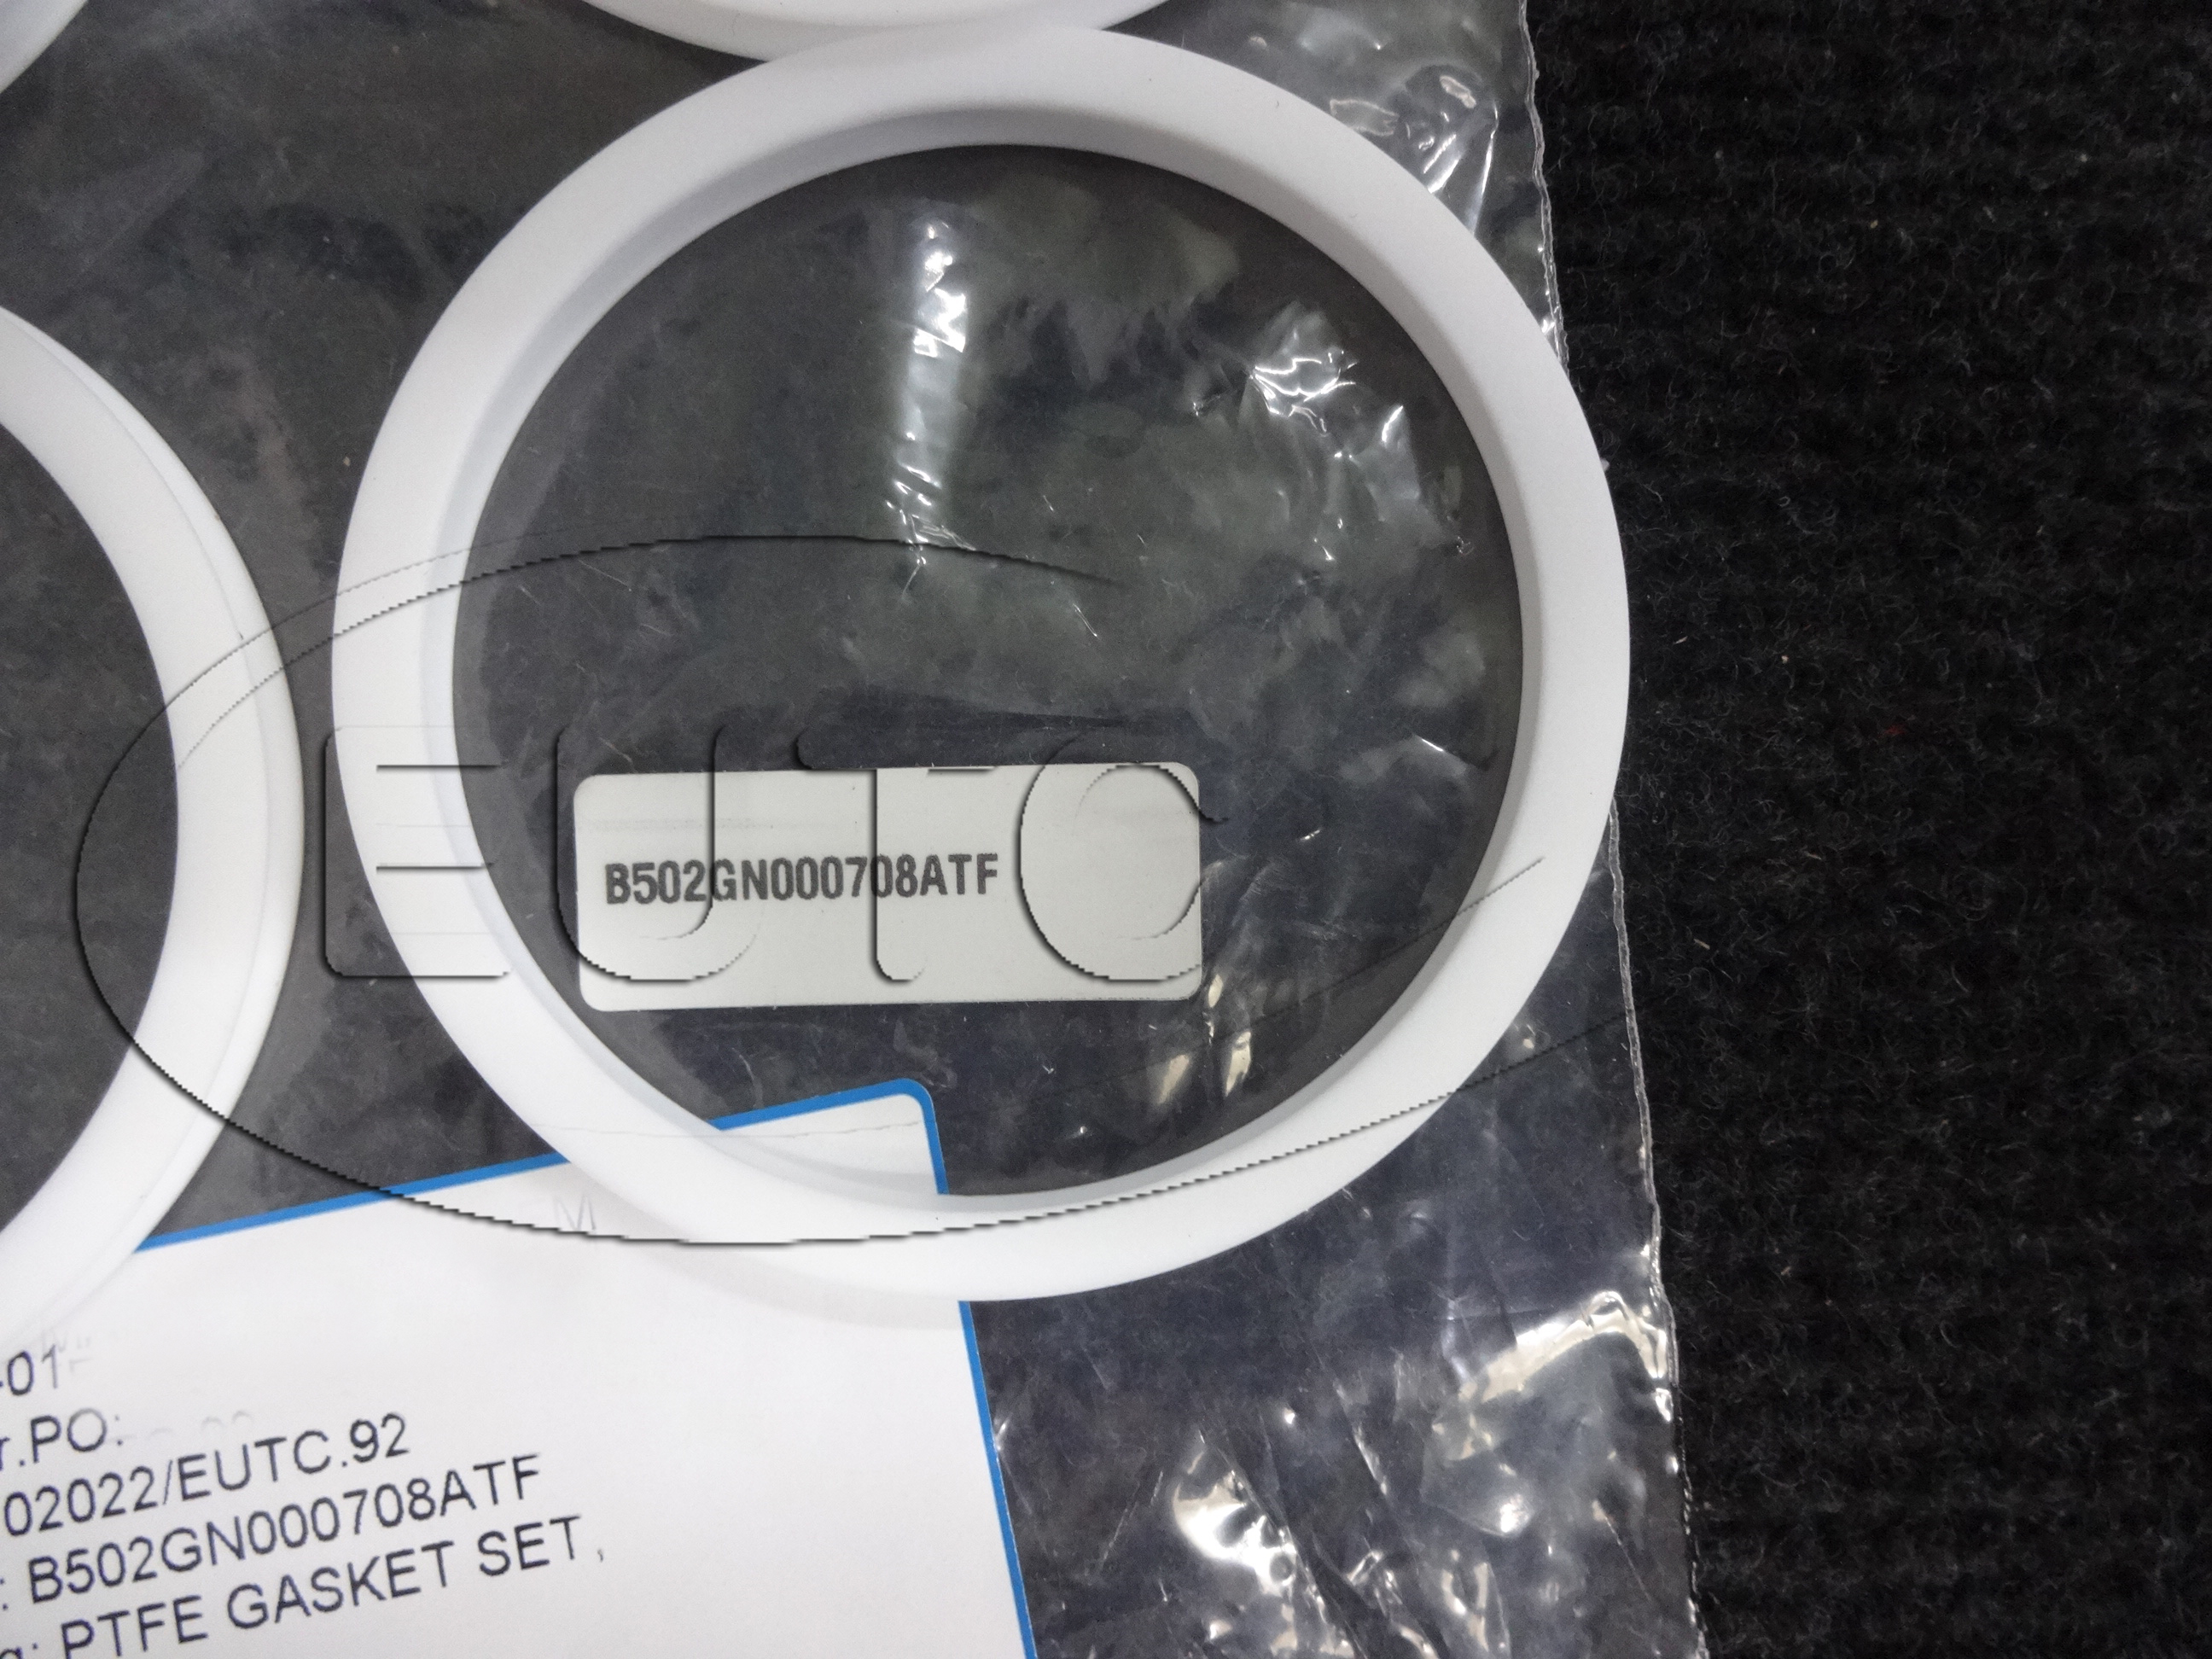 EUTC
B502GN000708ATF
M
-01
r.PO:
02022/EUTC.92
: B502GN000708ATF
g: PTFE GASKET SET,